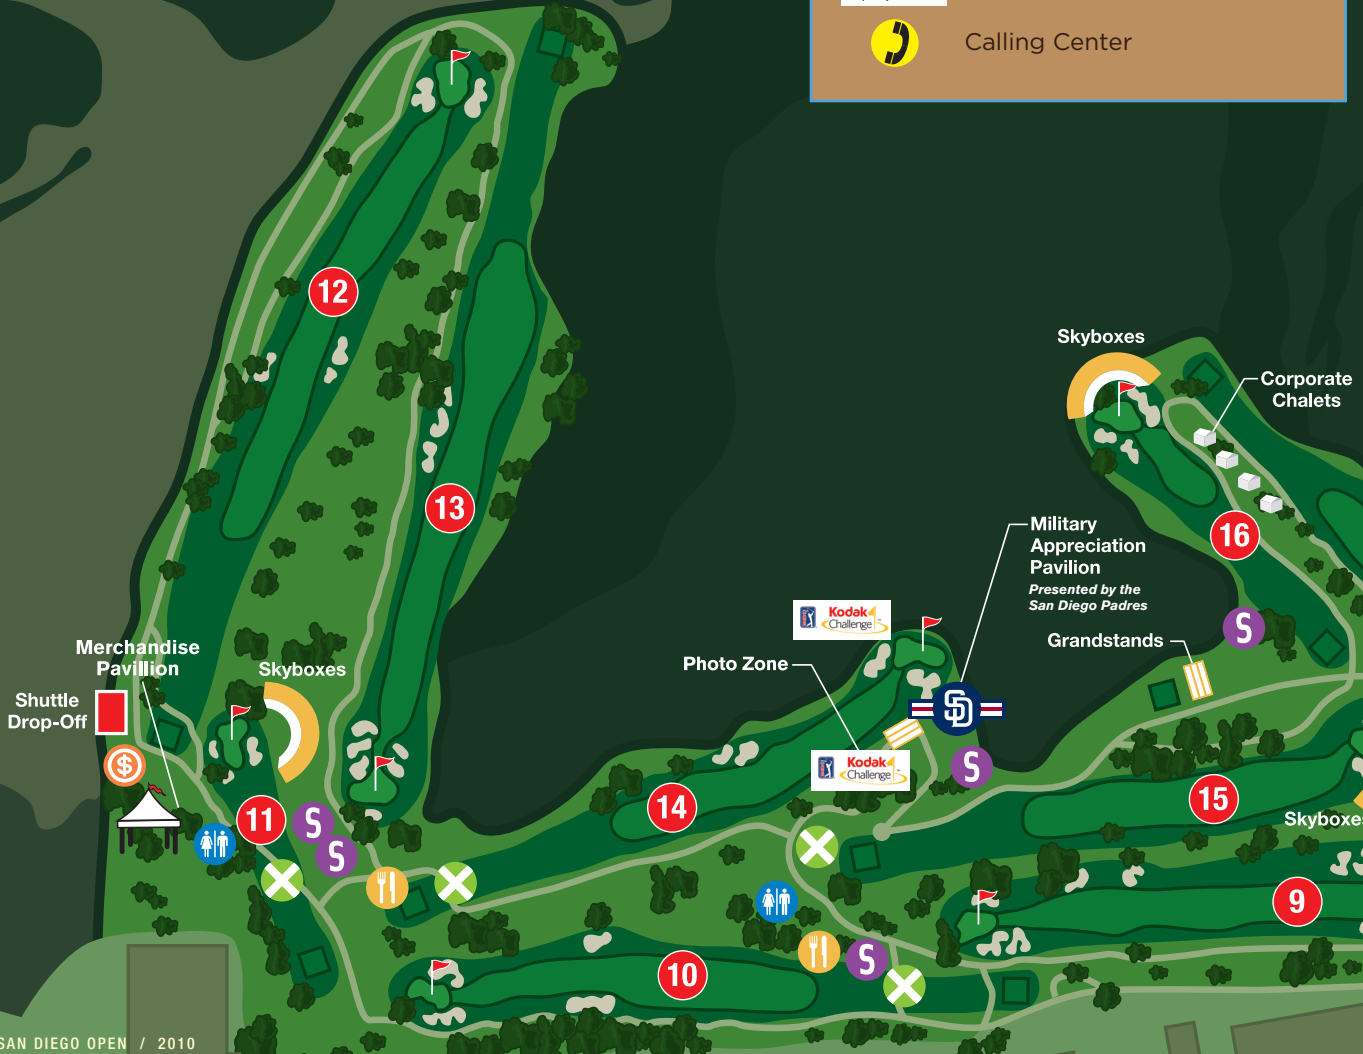 Calling Center
12
Skyboxes
Corporate
Chalets
13
16
Military
Appreciation
Pavilion
Presented by the
San Diego Padres
Kodak
Challenge
S
Grandstands
Merchandise
Pavillion
Skyboxes
Photo Zone
Shuttle
Drop-Off
SD
$
Kodak
Challenge
S
14
15
11
S
Skyboxes
S
9
S
10
SAN DIEGO OPEN / 2010